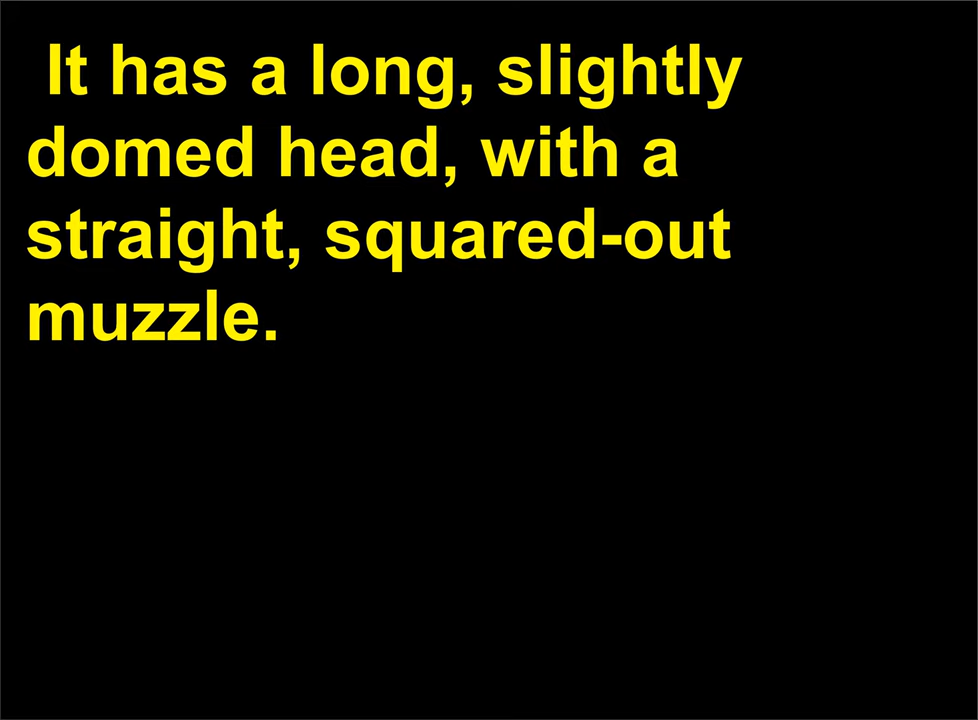 It has a long, slightly
domed head, with a
straight, squared-out
muzzle.